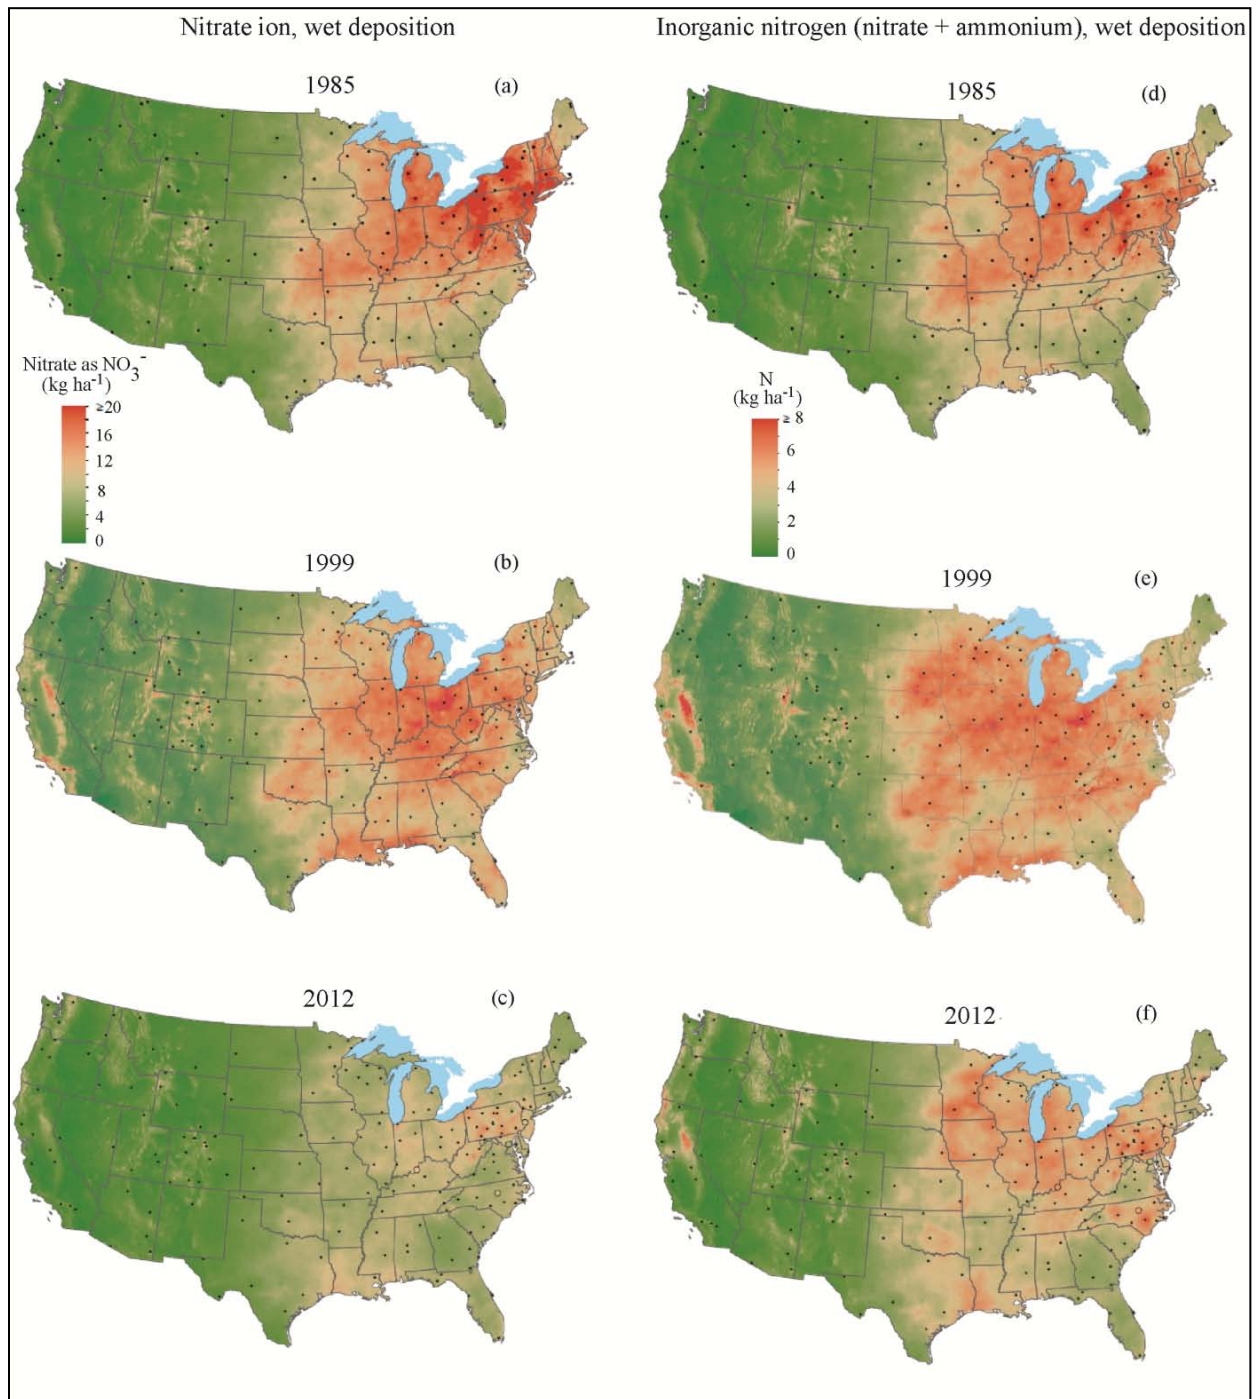 Nitrate ion, wet deposition
Inorganic nitrogen (nitrate + ammonium), wet deposition
1985
(a)
1985
(d)
Nitrate as NO₃⁻
(kg ha⁻¹)
≥20
16
12
8
4
0
N
(kg ha⁻¹)
≥ 8
6
4
2
0
1999
(b)
1999
(e)
2012
(c)
2012
(f)